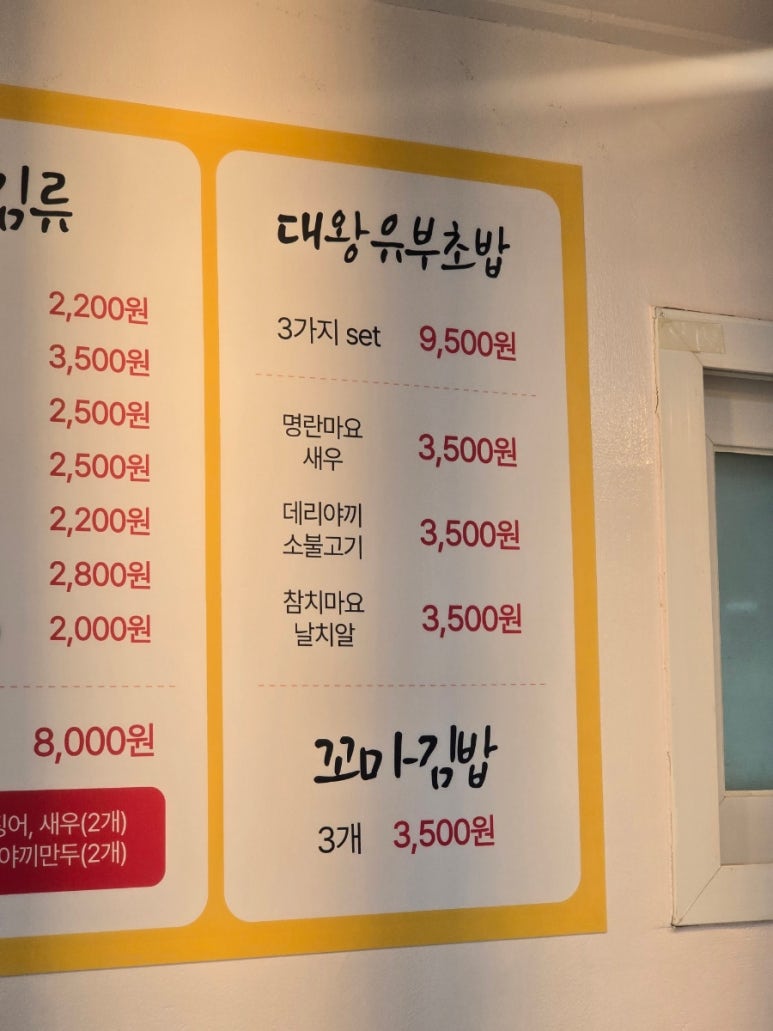 류
2,200원
3,500원
2,500원
2,500원
2,200원
2,800원
2,000원
8,000원
어, 새우(2개)
야끼만두(2개)
대왕유부초밥
3가지 set 9,500원
명란마요
새우
3,500원
데리야끼
소불고기
3,500원
참치마요
날치알
3,500원
꼬마김밥
3개 3,500원